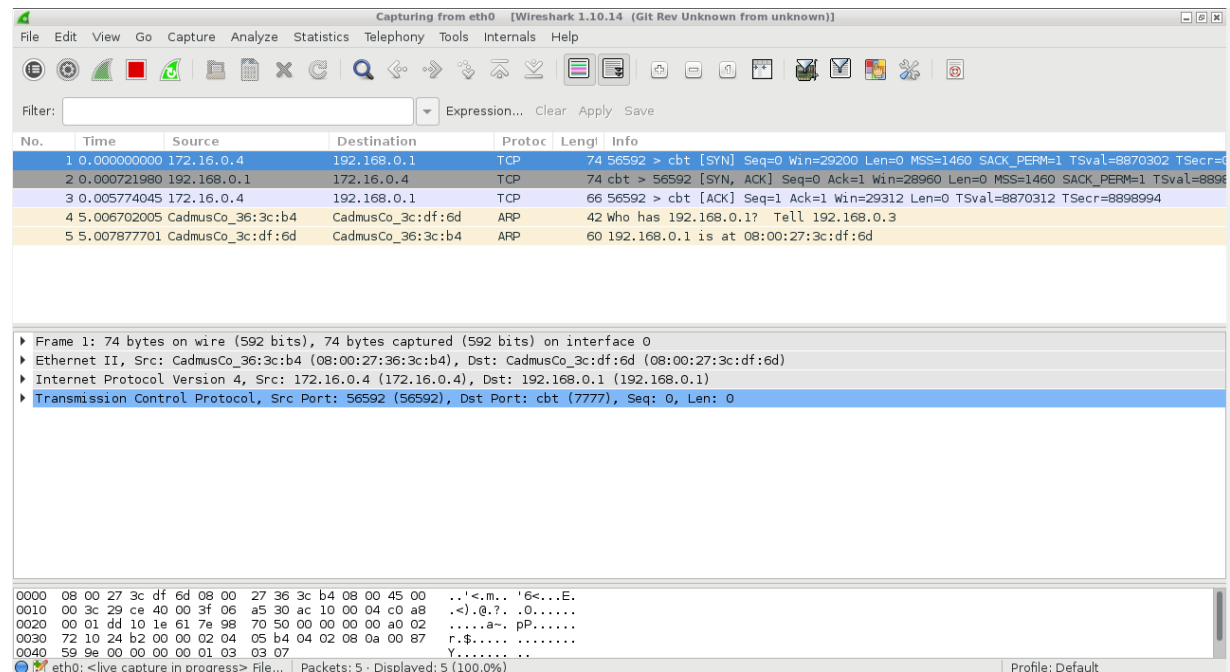 Capturing from eth0 [Wireshark 1.10.14 (Git Rev Unknown from unknown)]
File Edit View Go Capture Analyze Statistics Telephony Tools Internals Help
Filter: Expression... Clear Apply Save
No. Time Source Destination Protoc Lengt Info
1 0.000000000 172.16.0.4 192.168.0.1 TCP 74 56592 > cbt [SYN] Seq=0 Win=29200 Len=0 MSS=1460 SACK_PERM=1 TSval=8870302 TSecr=0
2 0.000721980 192.168.0.1 172.16.0.4 TCP 74 cbt > 56592 [SYN, ACK] Seq=0 Ack=1 Win=28960 Len=0 MSS=1460 SACK_PERM=1 TSval=8898
3 0.005774045 172.16.0.4 192.168.0.1 TCP 66 56592 > cbt [ACK] Seq=1 Ack=1 Win=29312 Len=0 TSval=8870312 TSecr=8898994
4 5.006702005 CadmusCo_36:3c:b4 CadmusCo_3c:df:6d ARP 42 Who has 192.168.0.1? Tell 192.168.0.3
5 5.007877701 CadmusCo_3c:df:6d CadmusCo_36:3c:b4 ARP 60 192.168.0.1 is at 08:00:27:3c:df:6d
Frame 1: 74 bytes on wire (592 bits), 74 bytes captured (592 bits) on interface 0
Ethernet II, Src: CadmusCo_36:3c:b4 (08:00:27:36:3c:b4), Dst: CadmusCo_3c:df:6d (08:00:27:3c:df:6d)
Internet Protocol Version 4, Src: 172.16.0.4 (172.16.0.4), Dst: 192.168.0.1 (192.168.0.1)
Transmission Control Protocol, Src Port: 56592 (56592), Dst Port: cbt (7777), Seq: 0, Len: 0
0000 08 00 27 3c df 6d 08 00 27 36 3c b4 08 00 45 00 ..'<.m.. '6<...E.
0010 00 3c 29 ce 40 00 3f 06 a5 30 ac 10 00 04 c0 a8 .<).@.?. .0......
0020 00 01 dd 10 1e 61 7e 98 70 50 00 00 00 00 a0 02 .....a~. pP......
0030 72 10 24 b2 00 00 02 04 05 b4 04 02 08 0a 00 87 r.$..... ........
0040 59 9e 00 00 00 00 01 03 03 07 Y....... ..
eth0: <live capture in progress> File... Packets: 5 · Displayed: 5 (100.0%) Profile: Default